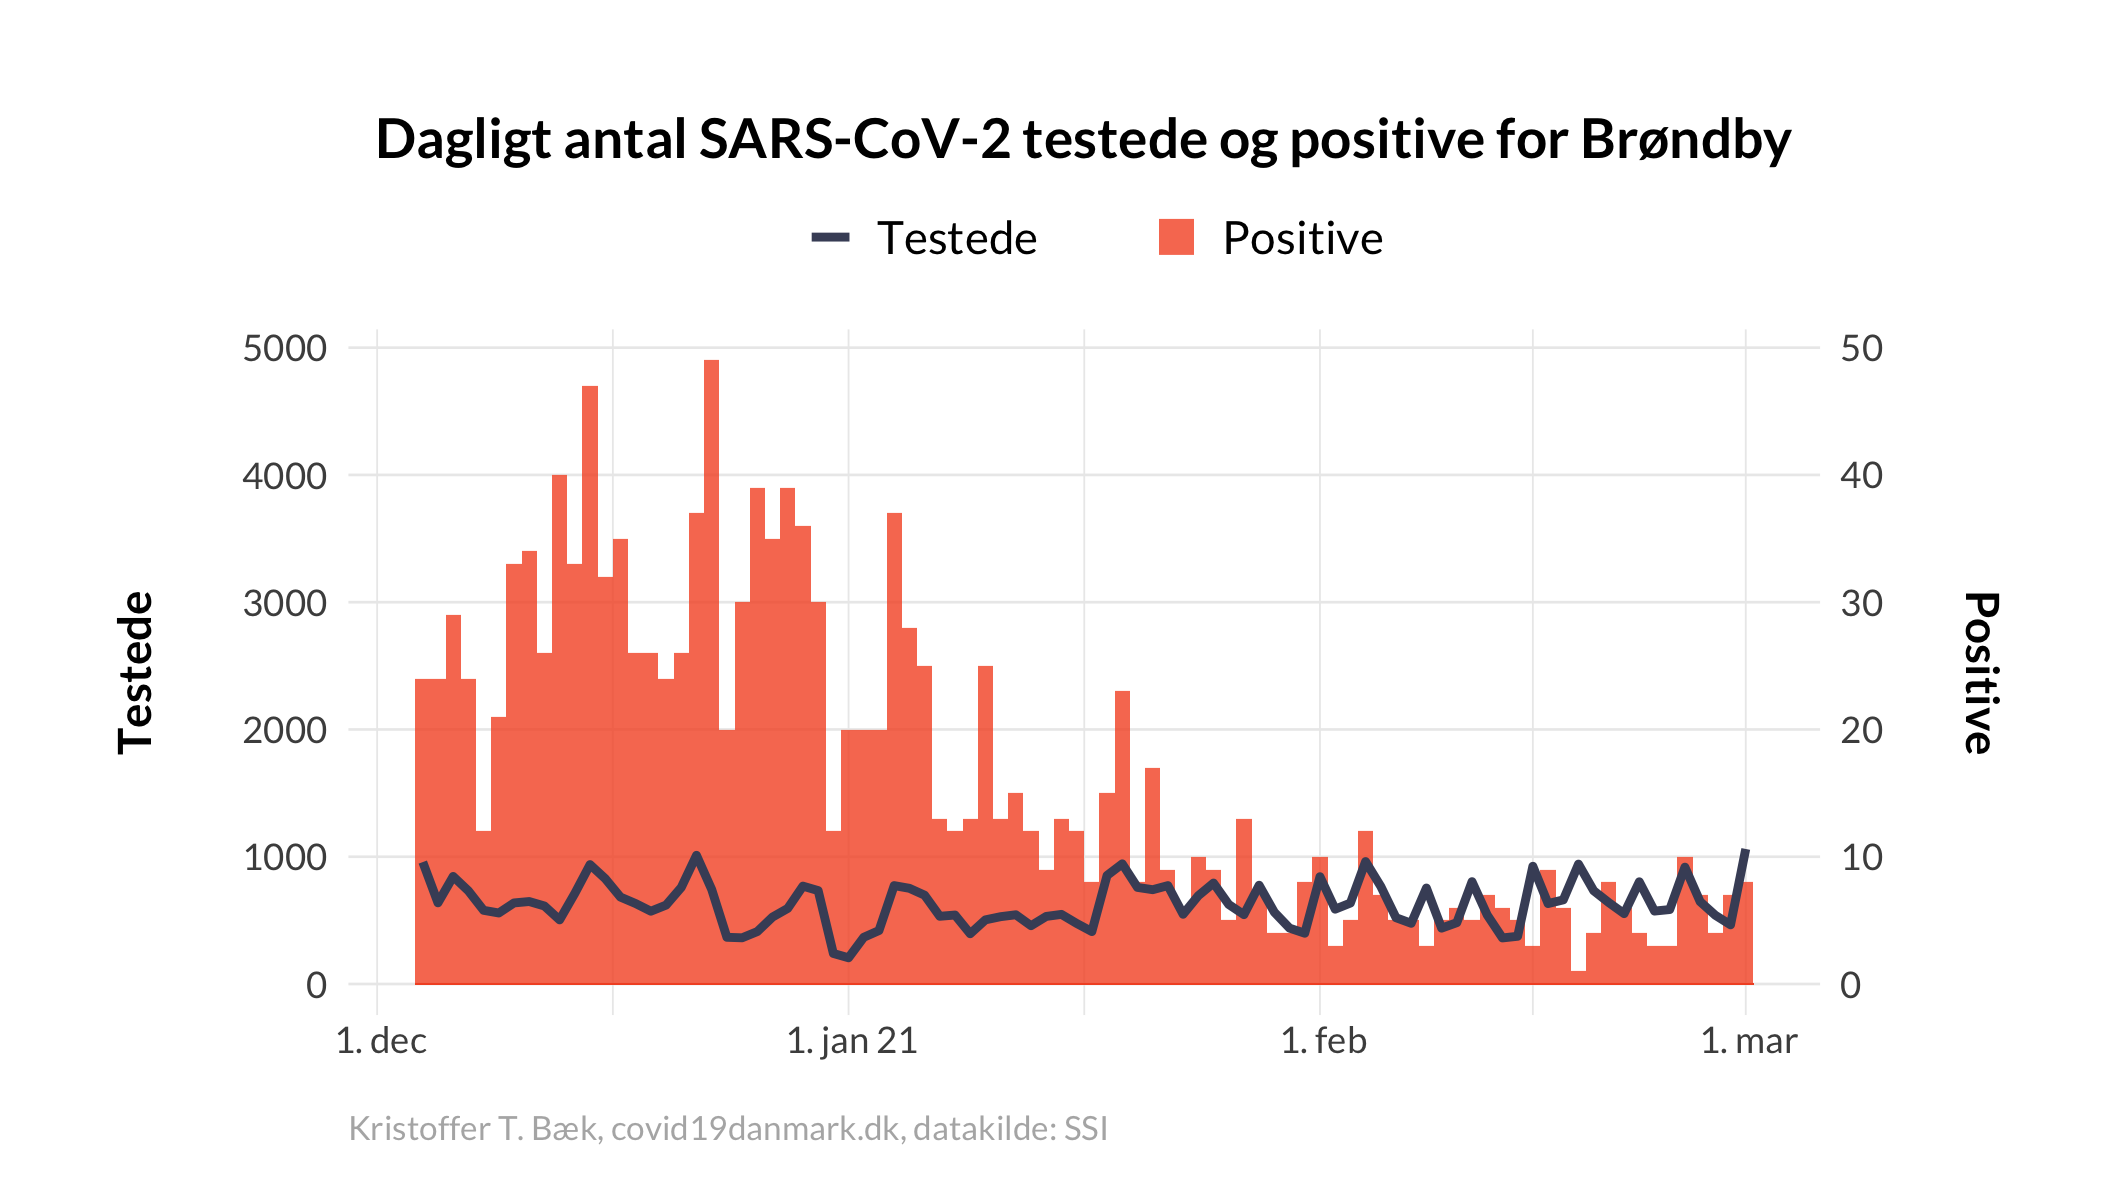 Dagligt antal SARS-CoV-2 testede og positive for Brøndby
Testede
Positive
5000
4000
3000
2000
1000
0
Testede
50
40
30
20
10
0
Positive
1. dec
1. jan 21
1. feb
1. mar
Kristoffer T. Bæk, covid19danmark.dk, datakilde: SSI